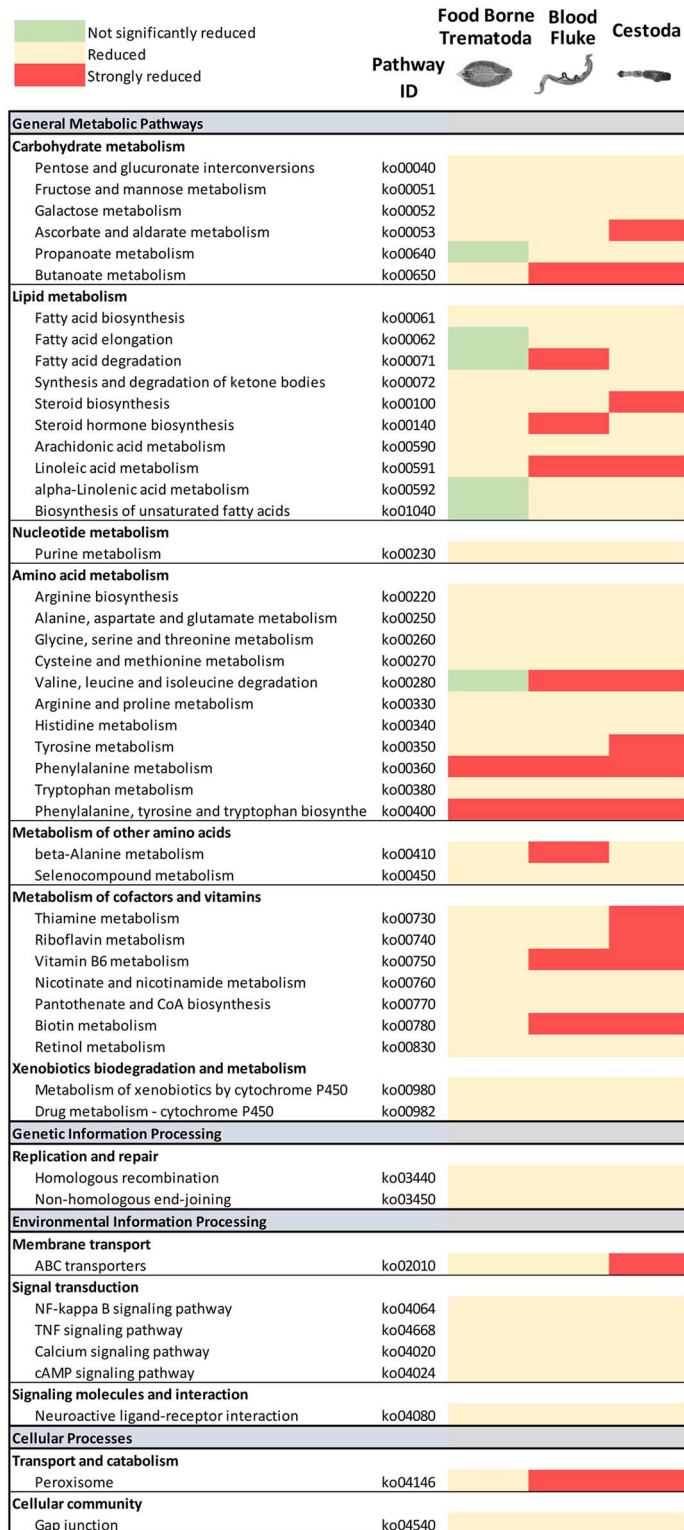 Not significantly reduced
Reduced
Strongly reduced
Food Borne Trematoda
Blood Fluke
Cestoda
Pathway ID
General Metabolic Pathways
Carbohydrate metabolism
Pentose and glucuronate interconversions ko00040
Fructose and mannose metabolism ko00051
Galactose metabolism ko00052
Ascorbate and aldarate metabolism ko00053
Propanoate metabolism ko00640
Butanoate metabolism ko00650
Lipid metabolism
Fatty acid biosynthesis ko00061
Fatty acid elongation ko00062
Fatty acid degradation ko00071
Synthesis and degradation of ketone bodies ko00072
Steroid biosynthesis ko00100
Steroid hormone biosynthesis ko00140
Arachidonic acid metabolism ko00590
Linoleic acid metabolism ko00591
alpha-Linolenic acid metabolism ko00592
Biosynthesis of unsaturated fatty acids ko01040
Nucleotide metabolism
Purine metabolism ko00230
Amino acid metabolism
Arginine biosynthesis ko00220
Alanine, aspartate and glutamate metabolism ko00250
Glycine, serine and threonine metabolism ko00260
Cysteine and methionine metabolism ko00270
Valine, leucine and isoleucine degradation ko00280
Arginine and proline metabolism ko00330
Histidine metabolism ko00340
Tyrosine metabolism ko00350
Phenylalanine metabolism ko00360
Tryptophan metabolism ko00380
Phenylalanine, tyrosine and tryptophan biosynthe ko00400
Metabolism of other amino acids
beta-Alanine metabolism ko00410
Selenocompound metabolism ko00450
Metabolism of cofactors and vitamins
Thiamine metabolism ko00730
Riboflavin metabolism ko00740
Vitamin B6 metabolism ko00750
Nicotinate and nicotinamide metabolism ko00760
Pantothenate and CoA biosynthesis ko00770
Biotin metabolism ko00780
Retinol metabolism ko00830
Xenobiotics biodegradation and metabolism
Metabolism of xenobiotics by cytochrome P450 ko00980
Drug metabolism - cytochrome P450 ko00982
Genetic Information Processing
Replication and repair
Homologous recombination ko03440
Non-homologous end-joining ko03450
Environmental Information Processing
Membrane transport
ABC transporters ko02010
Signal transduction
NF-kappa B signaling pathway ko04064
TNF signaling pathway ko04668
Calcium signaling pathway ko04020
cAMP signaling pathway ko04024
Signaling molecules and interaction
Neuroactive ligand-receptor interaction ko04080
Cellular Processes
Transport and catabolism
Peroxisome ko04146
Cellular community
Gap junction ko04540